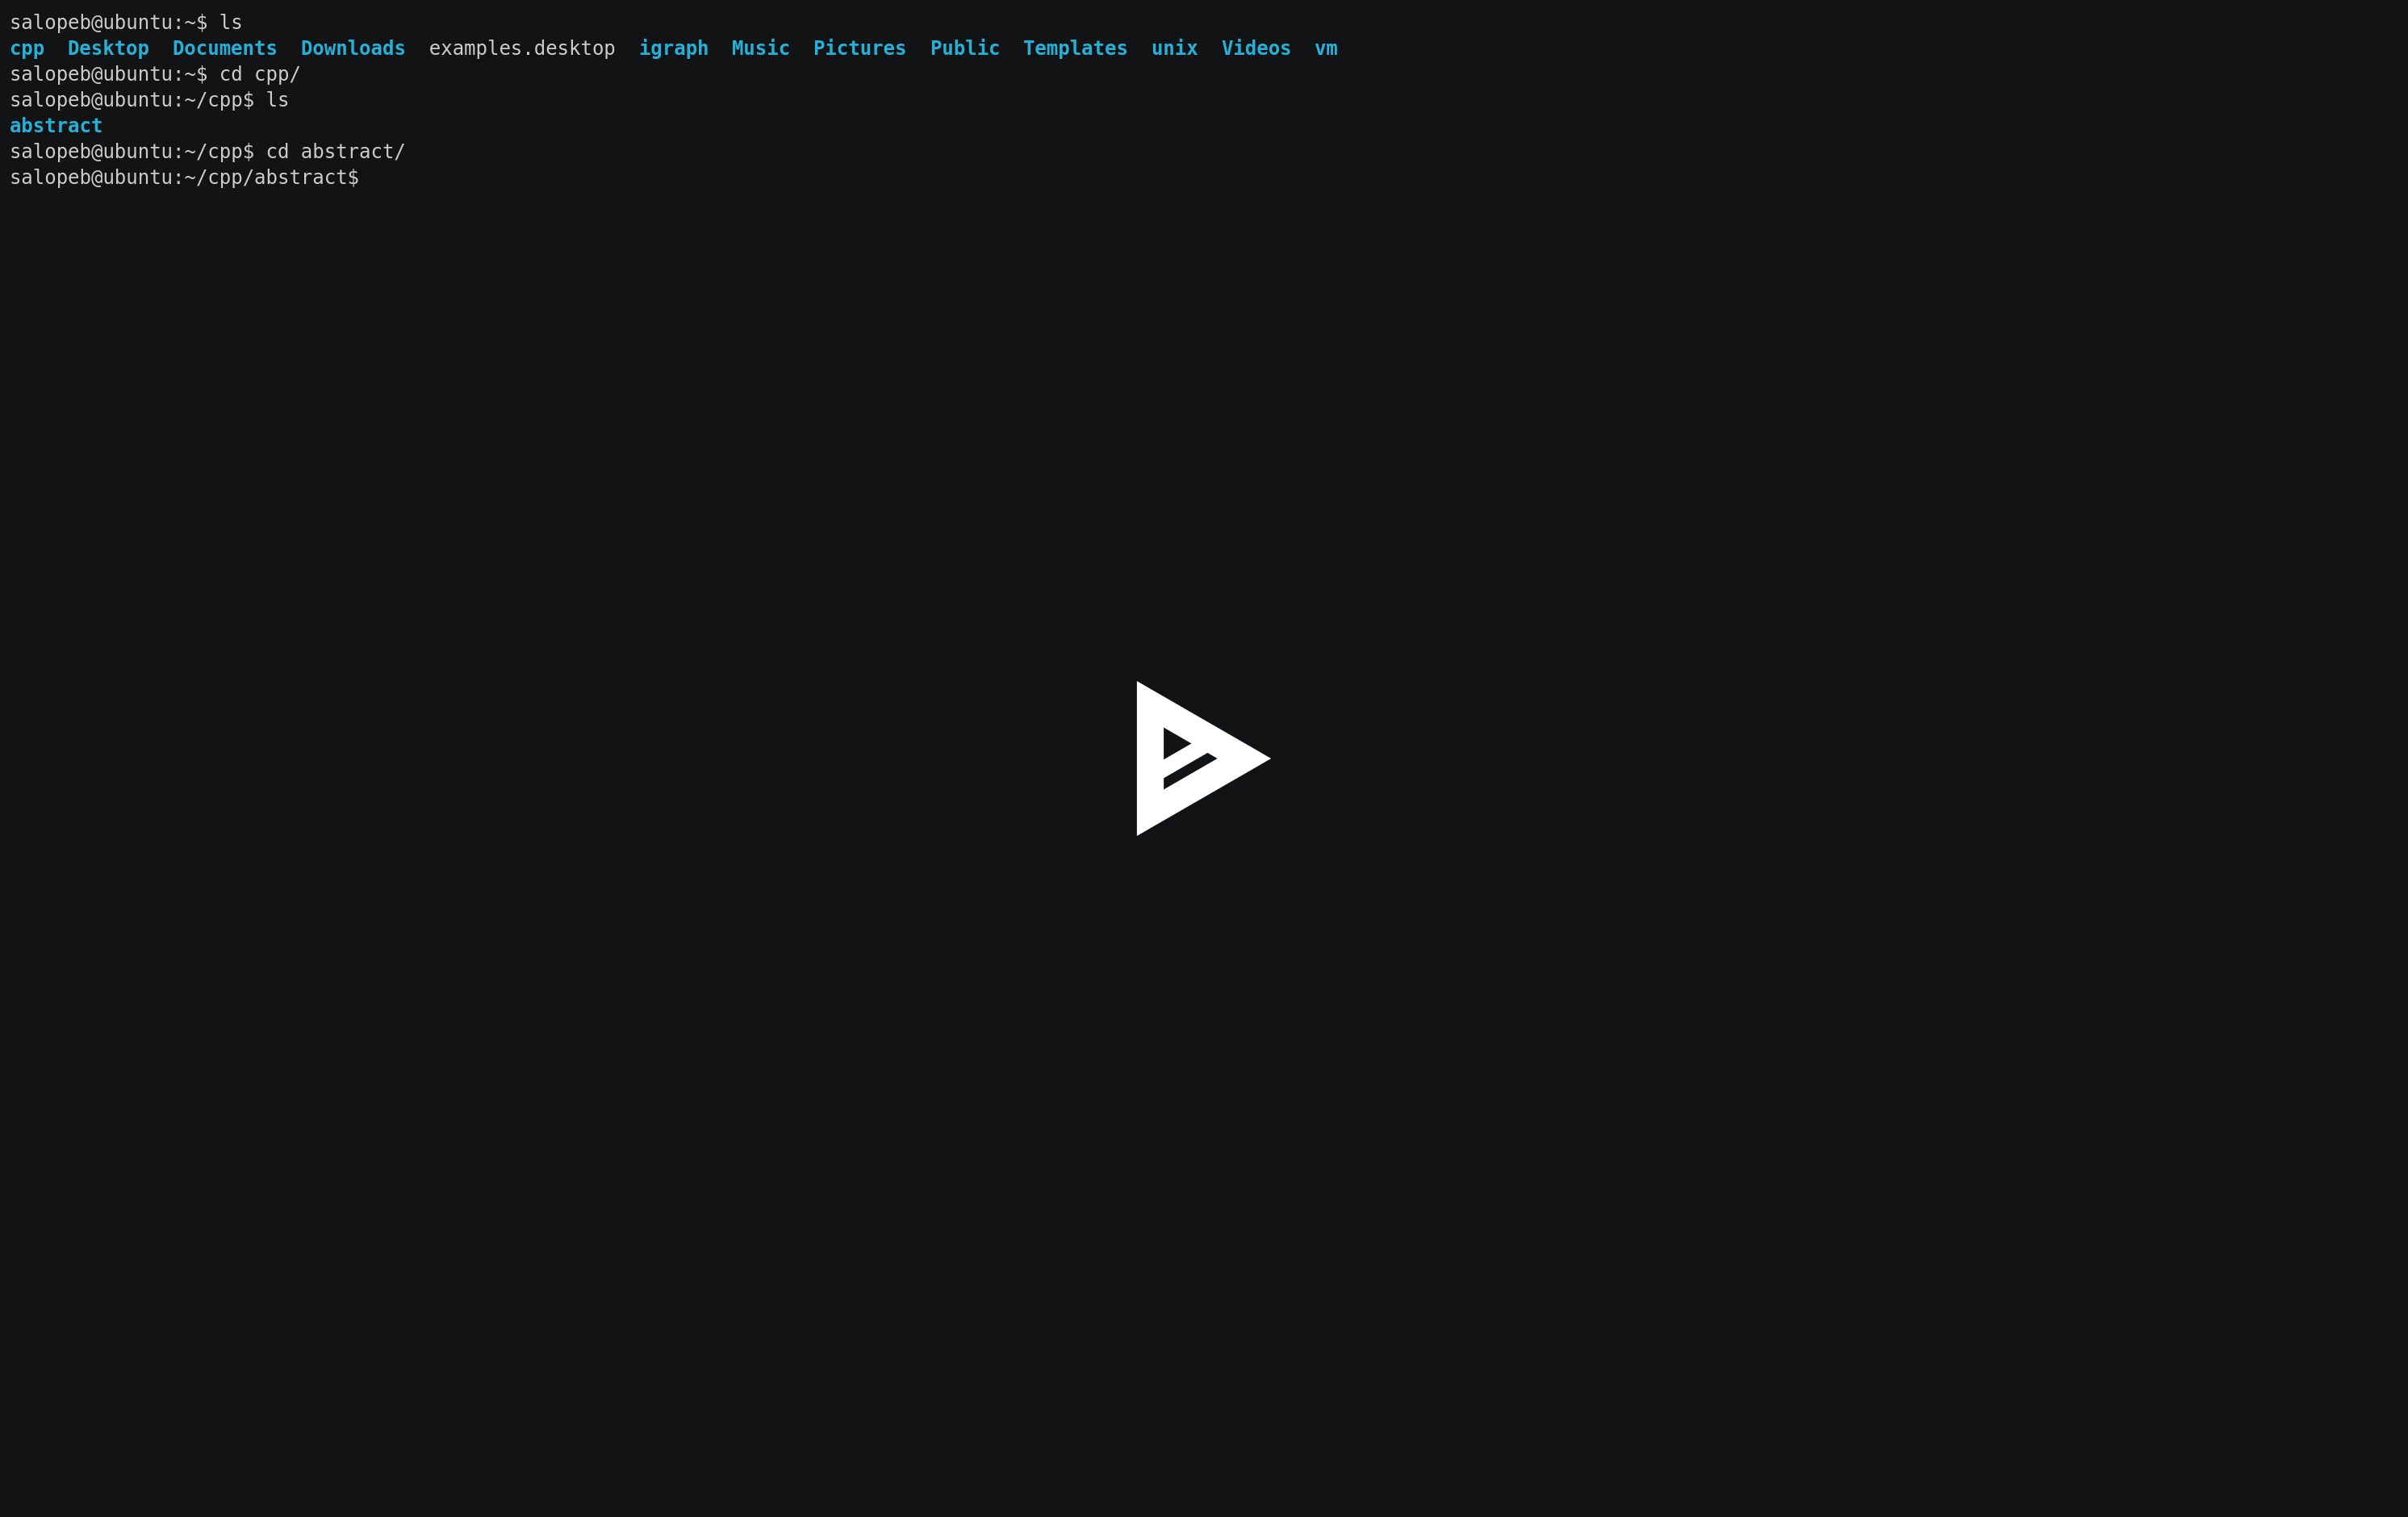 salopeb@ubuntu:~$ ls
cpp  Desktop  Documents  Downloads  examples.desktop  igraph  Music  Pictures  Public  Templates  unix  Videos  vm
salopeb@ubuntu:~$ cd cpp/
salopeb@ubuntu:~/cpp$ ls
abstract
salopeb@ubuntu:~/cpp$ cd abstract/
salopeb@ubuntu:~/cpp/abstract$